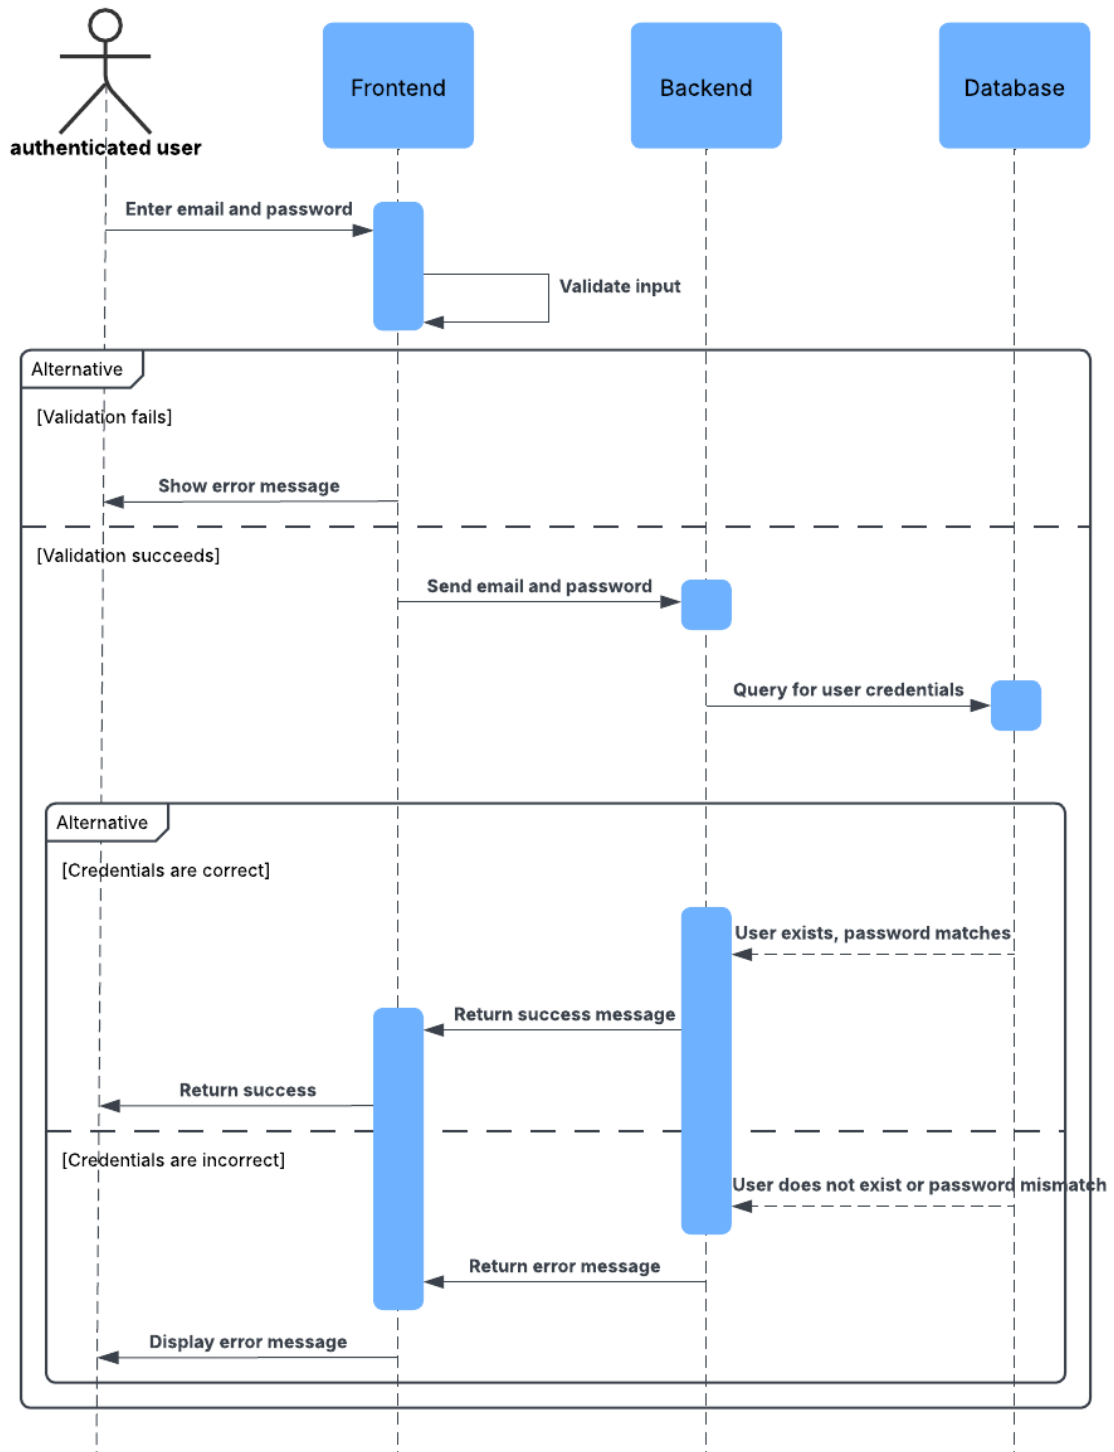 authenticated user
Frontend
Backend
Database
Enter email and password
Validate input
Alternative
[Validation fails]
Show error message
[Validation succeeds]
Send email and password
Query for user credentials
Alternative
[Credentials are correct]
User exists, password matches
Return success message
Return success
[Credentials are incorrect]
User does not exist or password mismatch
Return error message
Display error message